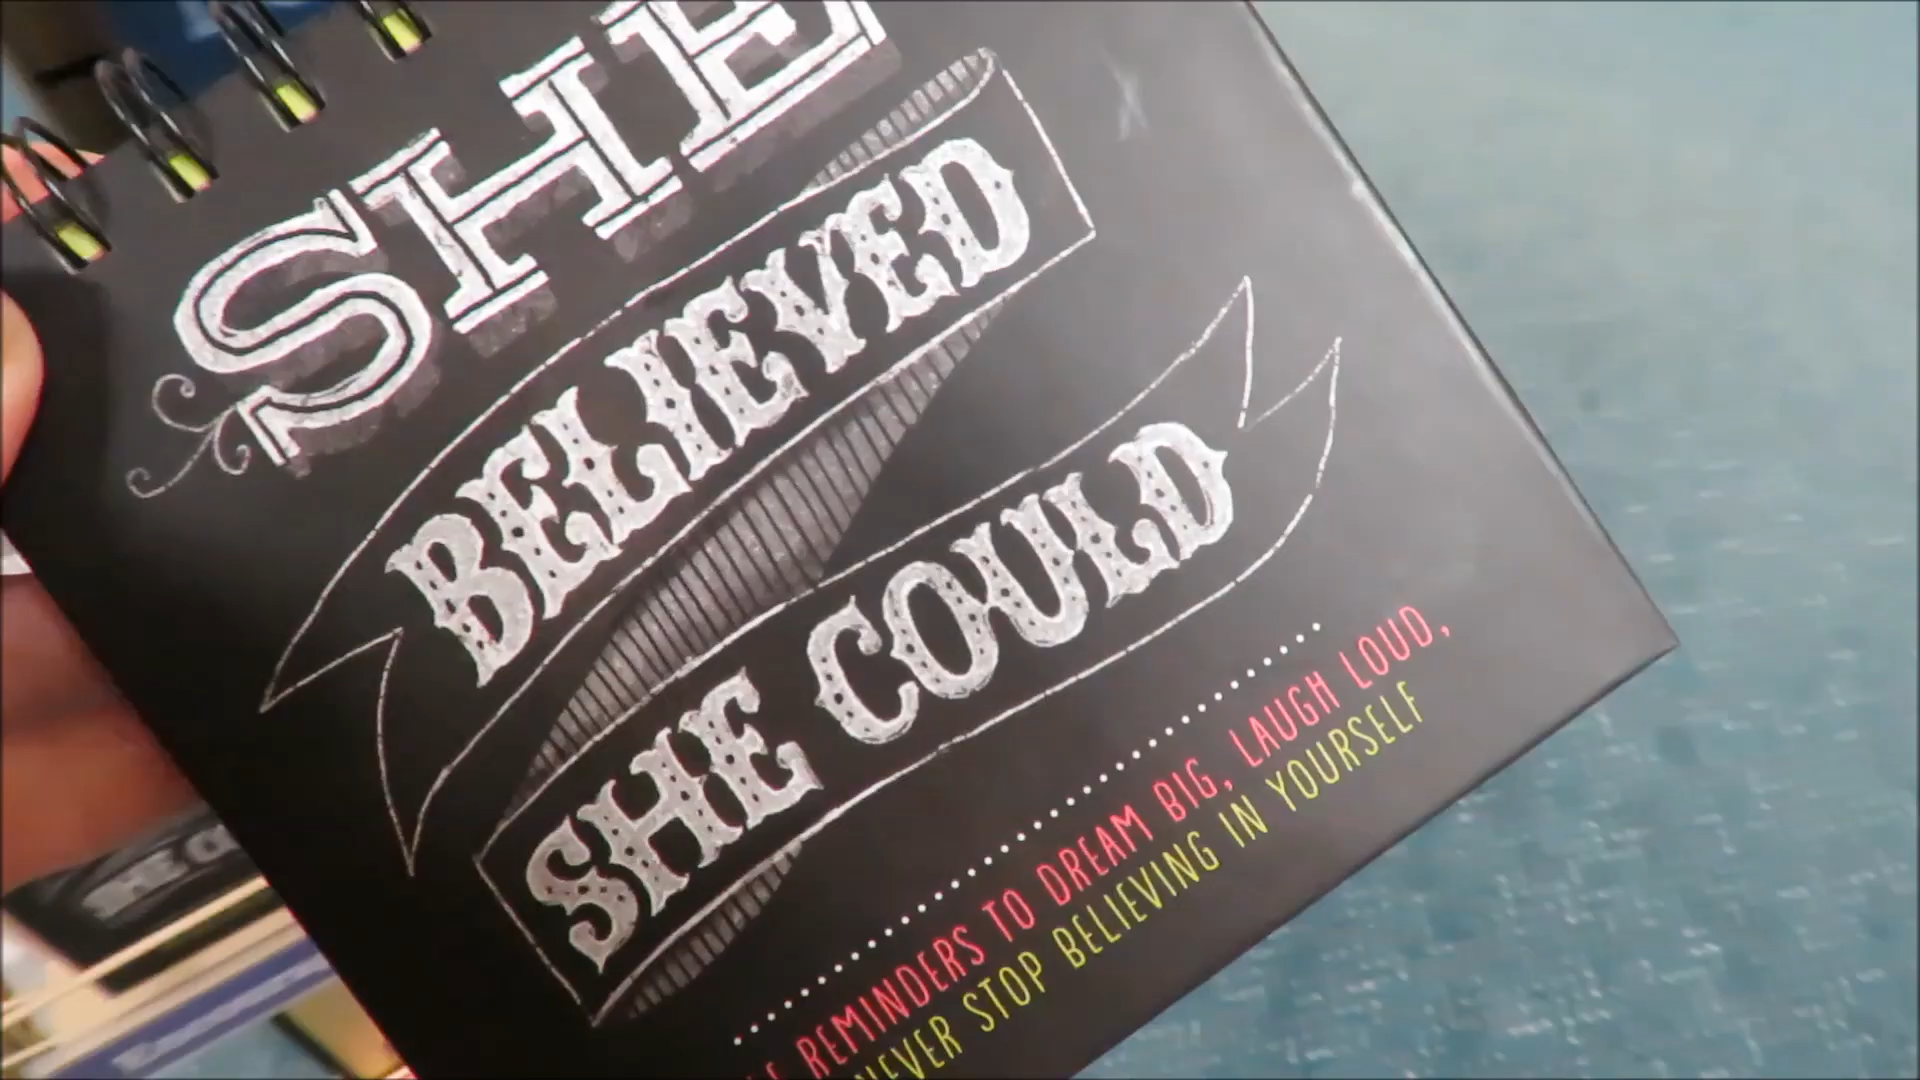 SHE
BELIEVED
SHE COULD
REMINDERS TO DREAM BIG, LAUGH LOUD,
NEVER STOP BELIEVING IN YOURSELF